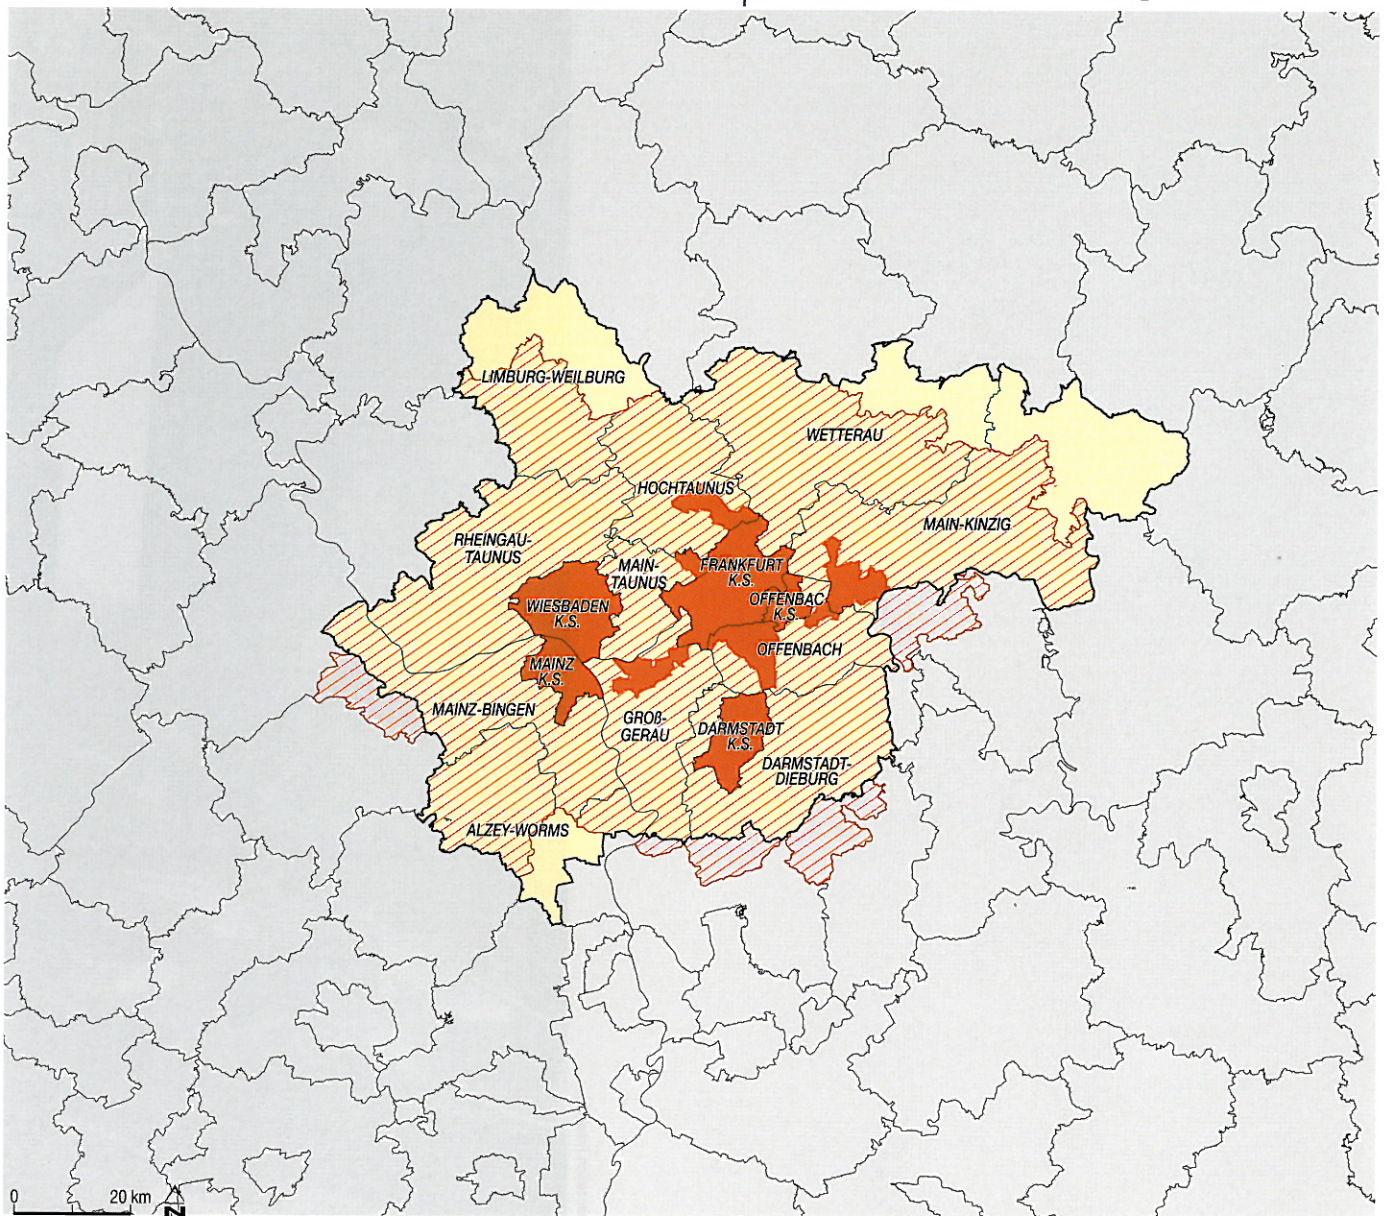 LIMBURG-WEILBURG
WETTERAU
HOCHTAUNUS
MAIN-KINZIG
RHEINGAU-
TAUNUS
MAIN-
TAUNUS
FRANKFURT
K.S.
OFFENBAC
K.S.
WIESBADEN
K.S.
OFFENBACH
MAINZ
K.S.
MAINZ-BINGEN
GROß-
GERAU
DARMSTADT
K.S.
DARMSTADT-
DIEBURG
ALZEY-WORMS
0 20 km
N